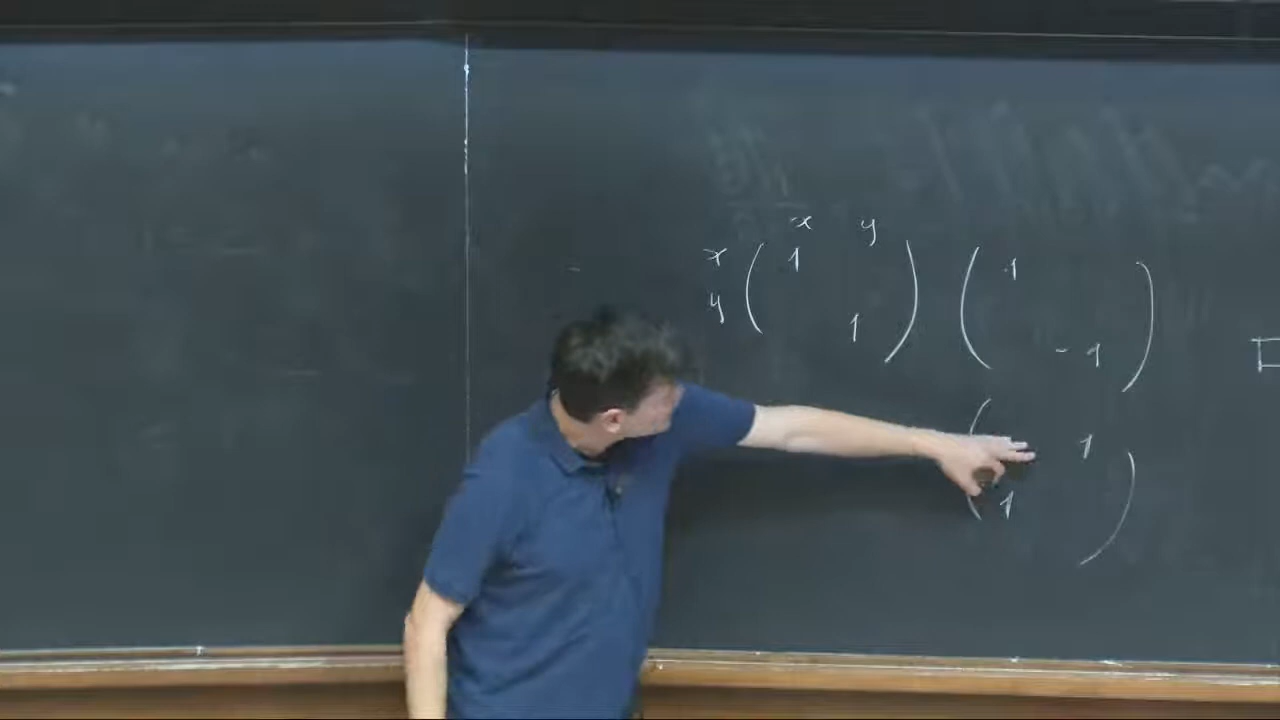 x y
x ( 1 ) ( 1 )
y ( 1 ) ( -1 )
( 1 )
( 1 )